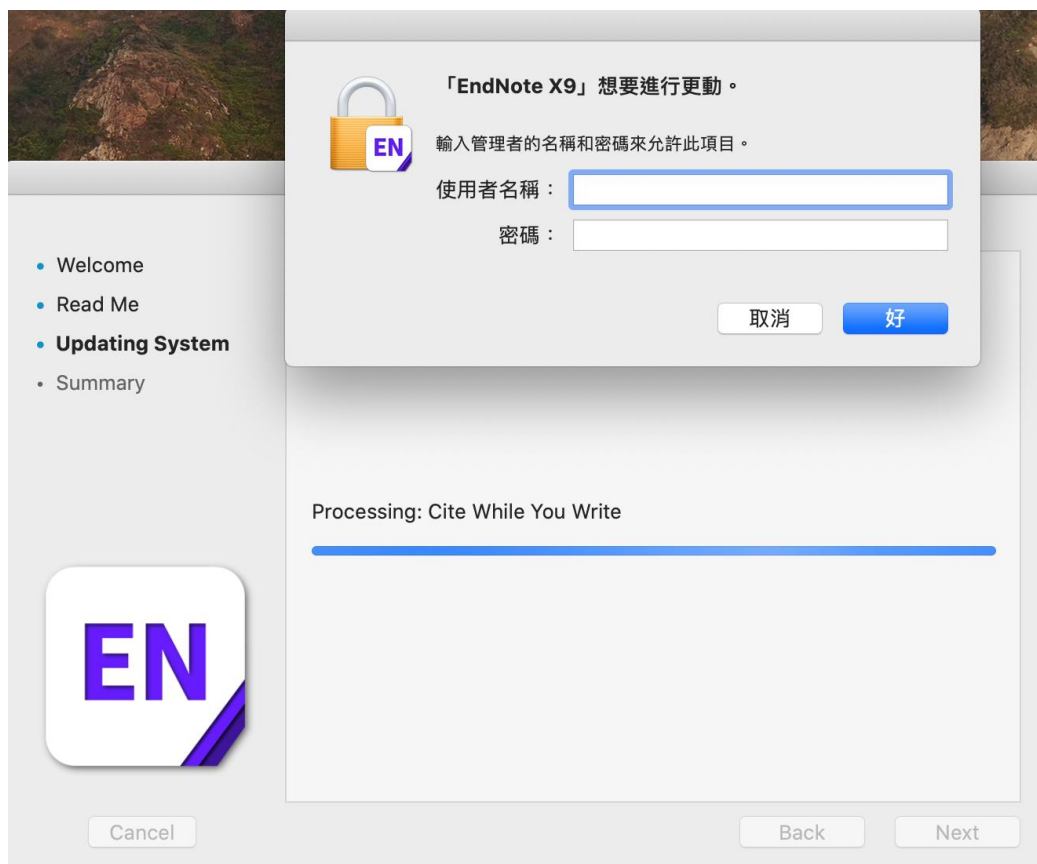 「EndNote X9」想要進行更動。
EN
輸入管理者的名稱和密碼來允許此項目。
使用者名稱：
密碼：
取消
好
Welcome
Read Me
Updating System
Summary
Processing: Cite While You Write
EN
Cancel
Back
Next